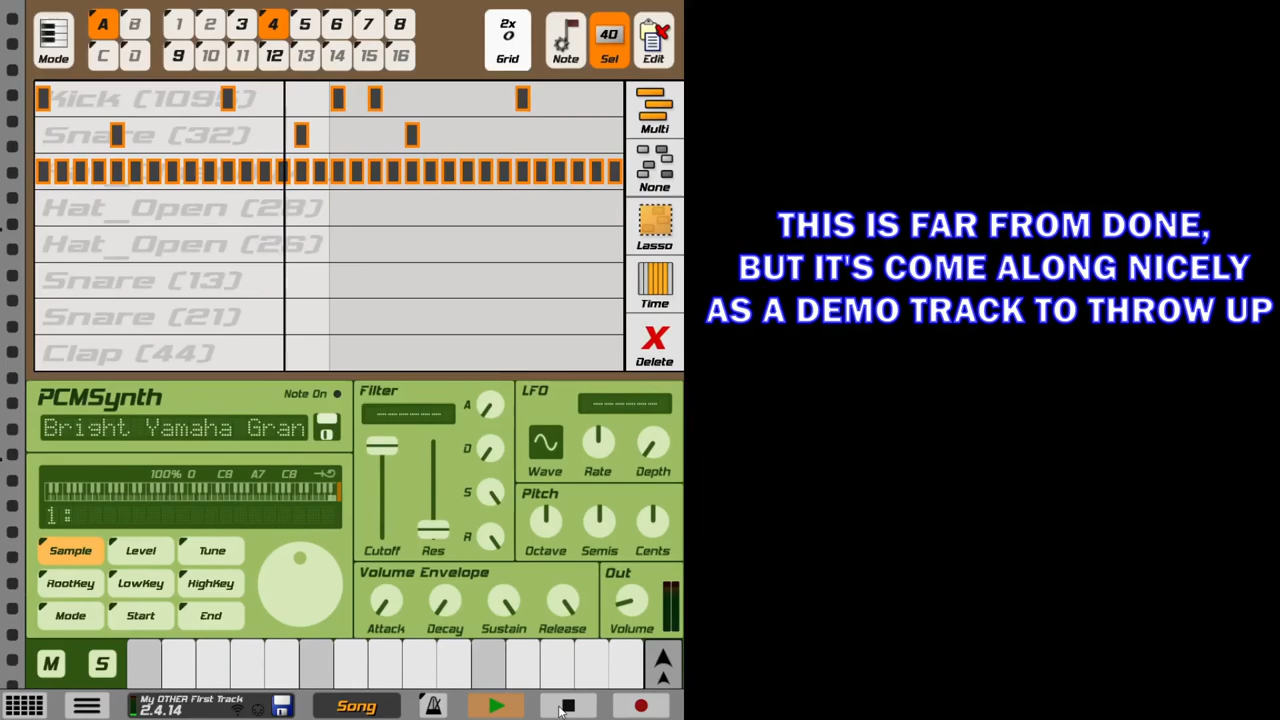 A B 1 2 3 4 5 6 7 8
C D 9 10 11 12 13 14 15 16
Mode
2x
Grid
Note
40
Sel
Edit
Kick (109
Snare (32)
Hat_Open (28)
Hat_Open (26)
Snare (13)
Snare (21)
Clap (44)
Multi
None
Lasso
Time
X
Delete
THIS IS FAR FROM DONE,
BUT IT'S COME ALONG NICELY
AS A DEMO TRACK TO THROW UP
PCMSynth
Note On
Bright Yamaha Gran
100% 0 C8 A7 C8
1:
Sample Level Tune
RootKey LowKey HighKey
Mode Start End
Filter
A
D
S
R
Cutoff Res
LFO
Wave Rate Depth
Pitch
Octave Semis Cents
Volume Envelope
Attack Decay Sustain Release
Out
Volume
M S
My OTHER First Track
2.4.14
Song